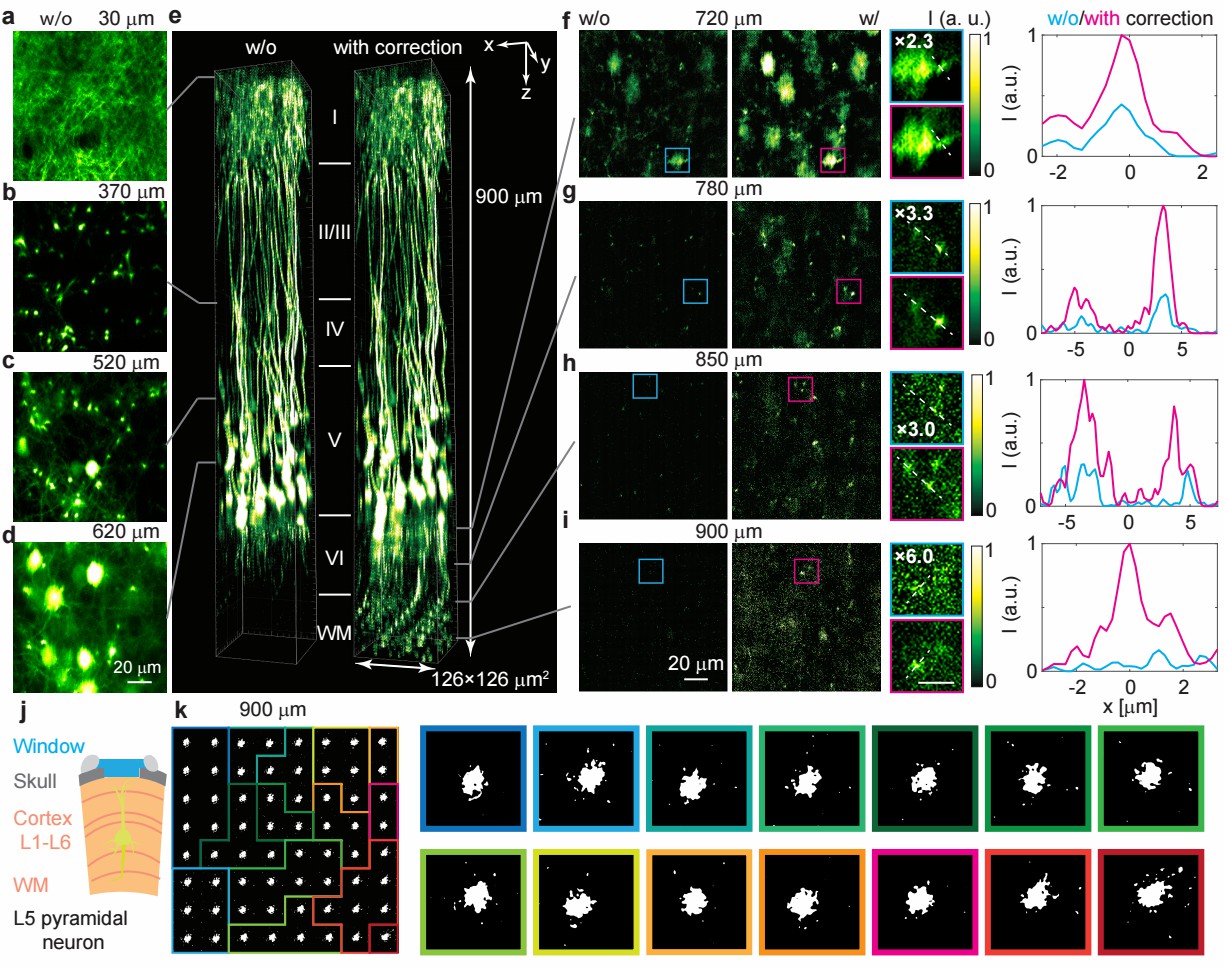 a w/o 30 μm
b 370 μm
c 520 μm
d 620 μm
20 μm
e
w/o with correction
x
y
z
I
II/III
IV
V
VI
WM
900 μm
126×126 μm²
f w/o 720 μm w/ I (a. u.) w/o/with correction
×2.3
1
0
I (a.u.)
1
0
-2 0 2
g 780 μm
×3.3
1
0
I (a.u.)
1
0
-5 0 5
h 850 μm
×3.0
1
0
I (a.u.)
1
0
-5 0 5
i 900 μm
20 μm
×6.0
1
0
I (a.u.)
1
0
-2 0 2
x [μm]
j
Window
Skull
Cortex
L1-L6
WM
L5 pyramidal
neuron
k 900 μm